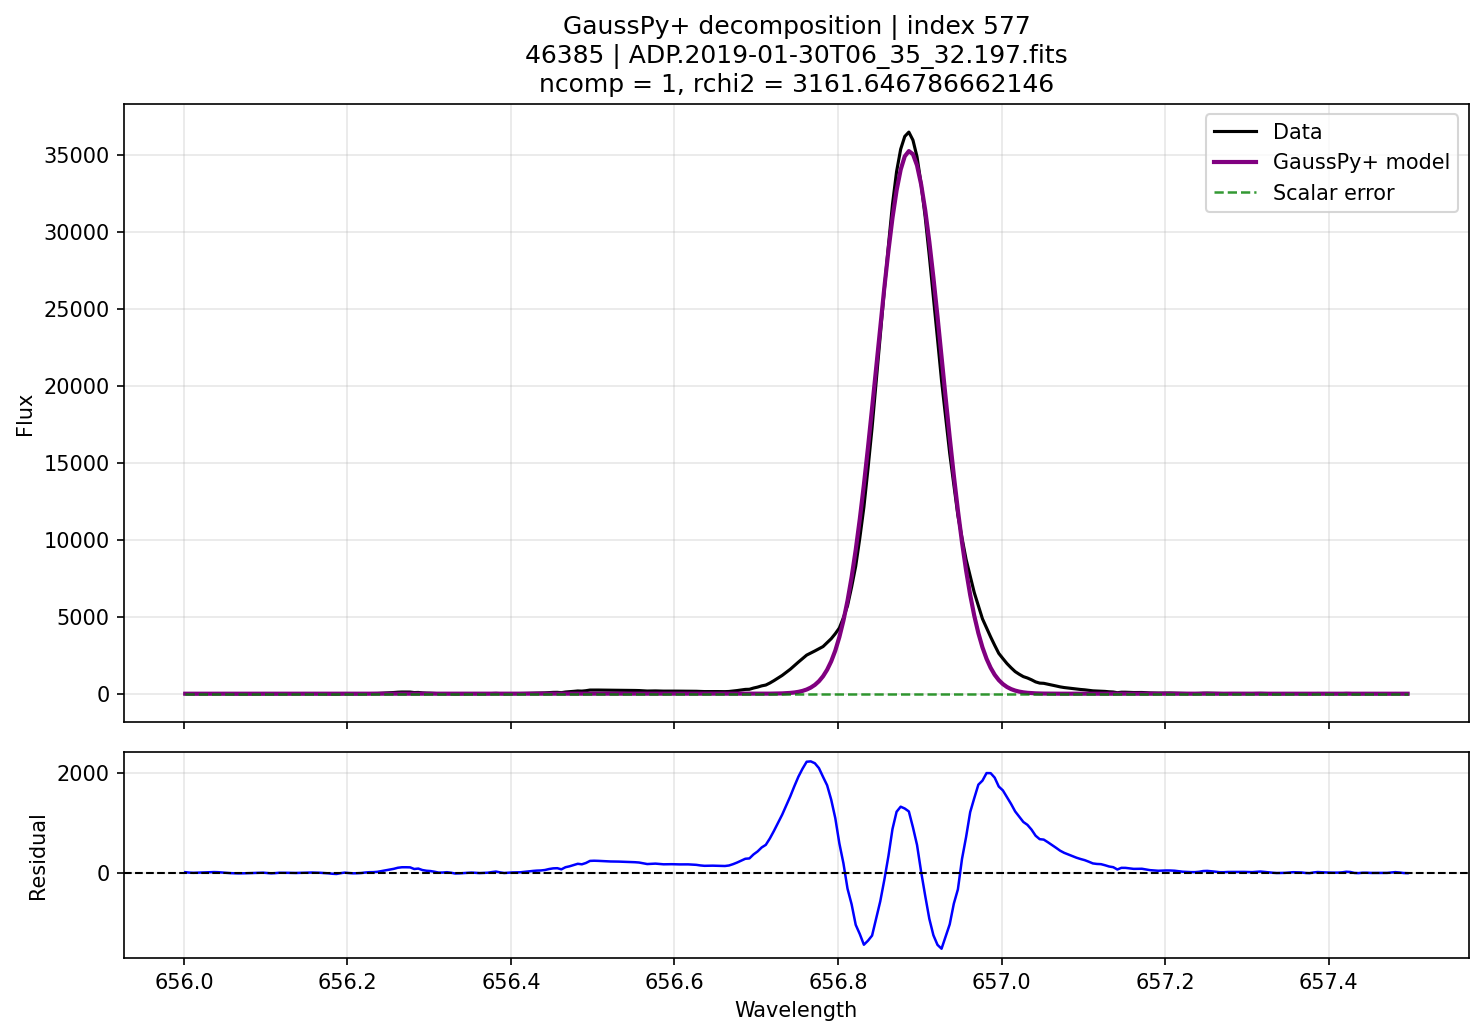 GaussPy+ decomposition | index 577
46385 | ADP.2019-01-30T06_35_32.197.fits
ncomp = 1, rchi2 = 3161.646786662146
Data
GaussPy+ model
Scalar error
35000
30000
25000
20000
15000
10000
5000
0
Flux
2000
0
Residual
656.0 656.2 656.4 656.6 656.8 657.0 657.2 657.4
Wavelength